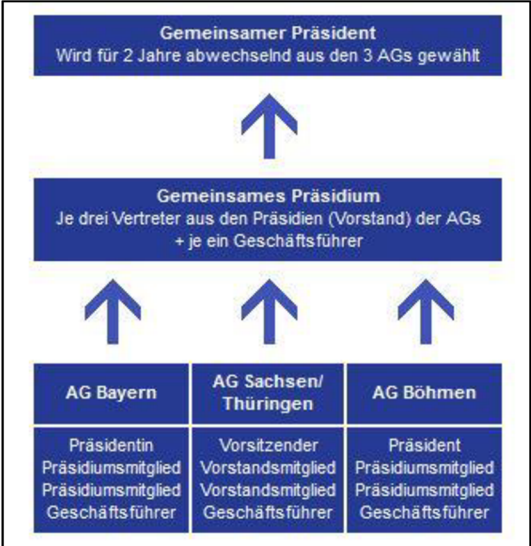 Gemeinsamer Präsident
Wird für 2 Jahre abwechselnd aus den 3 AGs gewählt
Gemeinsames Präsidium
Je drei Vertreter aus den Präsidien (Vorstand) der AGs
+ je ein Geschäftsführer
AG Bayern
AG Sachsen/
Thüringen
AG Böhmen
Präsidentin
Präsidiumsmitglied
Präsidiumsmitglied
Geschäftsführer
Vorsitzender
Vorstandsmitglied
Vorstandsmitglied
Geschäftsführer
Präsident
Präsidiumsmitglied
Präsidiumsmitglied
Geschäftsführer